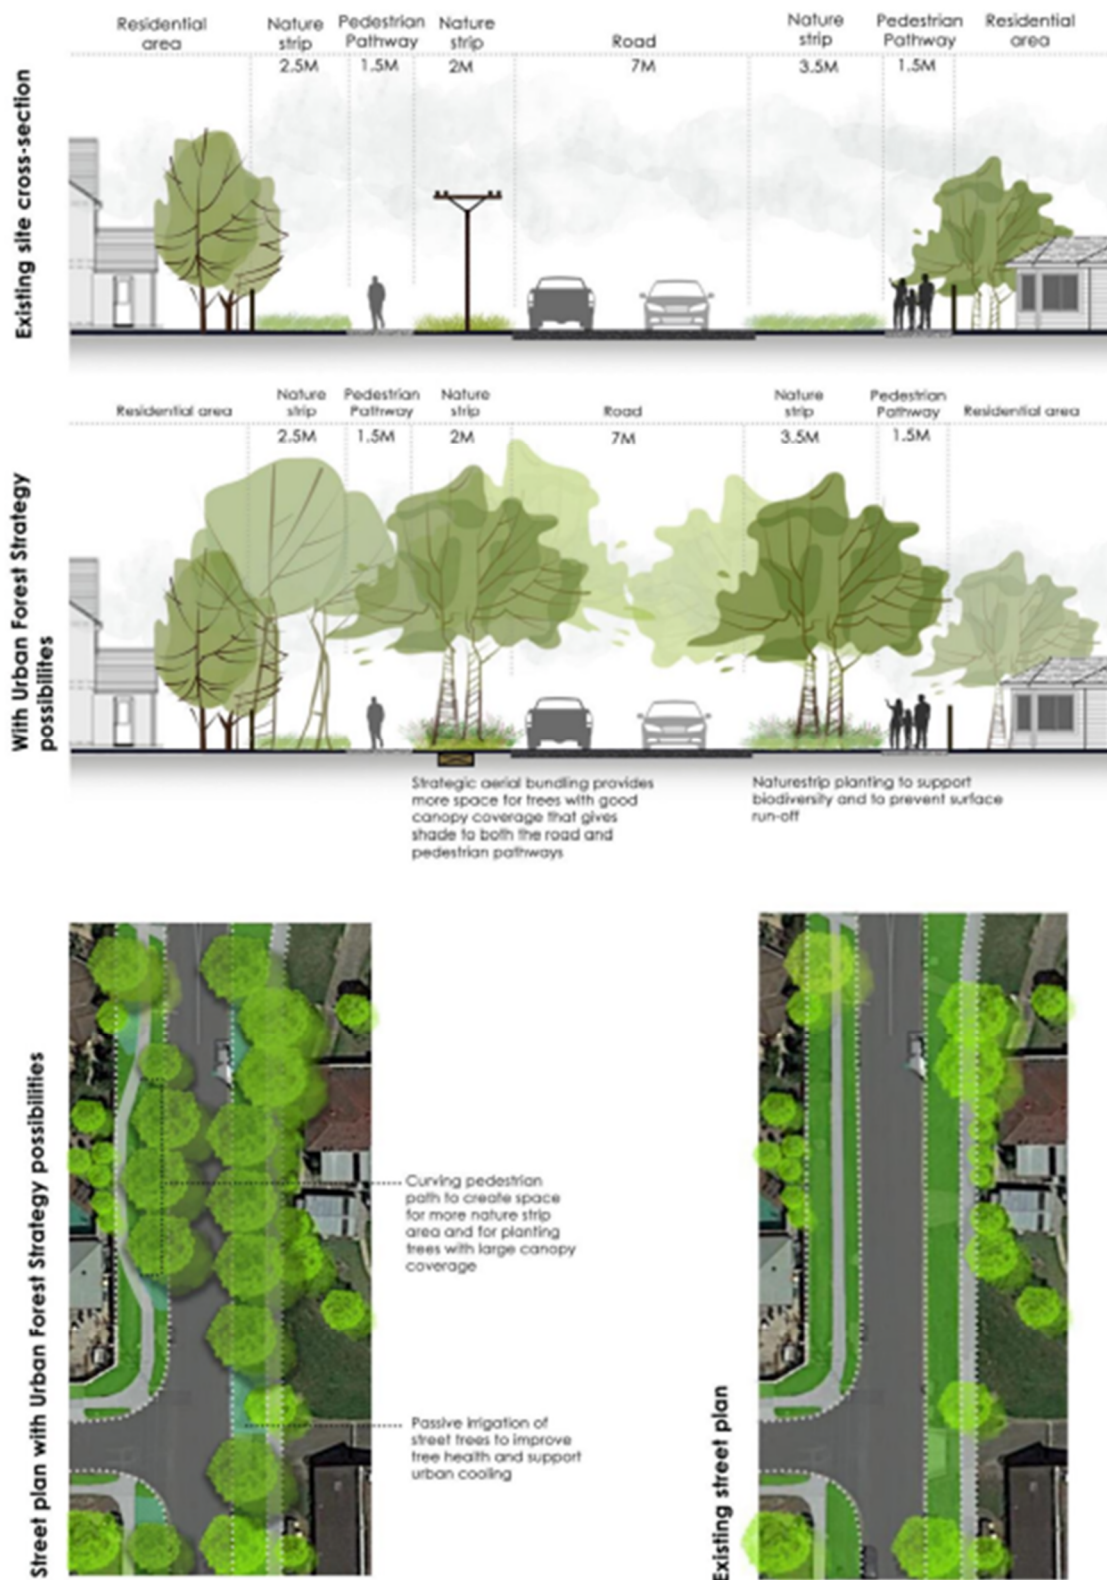 Existing site cross-section
Residential area
Nature strip
Pedestrian Pathway
Nature strip
Road
Nature strip
Pedestrian Pathway
Residential area
2.5M
1.5M
2M
7M
3.5M
1.5M
With Urban Forest Strategy
possibilites
Residential area
Nature strip
Pedestrian Pathway
Nature strip
Road
Nature strip
Pedestrian Pathway
Residential area
2.5M
1.5M
2M
7M
3.5M
1.5M
Strategic aerial bundling provides
more space for trees with good
canopy coverage that gives
shade to both the road and
pedestrian pathways
Naturestrip planting to support
biodiversity and to prevent surface
run-off
Street plan with Urban Forest Strategy possibilities
Curving pedestrian
path to create space
for more nature strip
area and for planting
trees with large canopy
coverage
Passive irrigation of
street trees to improve
tree health and support
urban cooling
Existing street plan